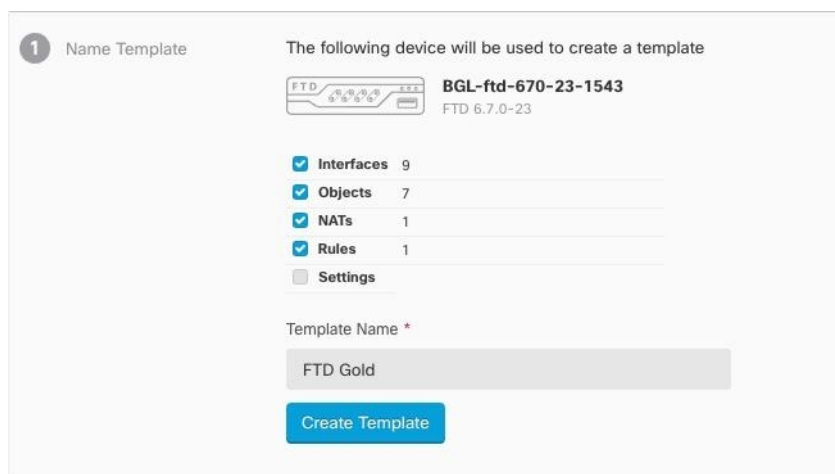 1 Name Template
The following device will be used to create a template
FTD
BGL-ftd-670-23-1543
FTD 6.7.0-23
Interfaces 9
Objects 7
NATs 1
Rules 1
Settings
Template Name *
FTD Gold
Create Template